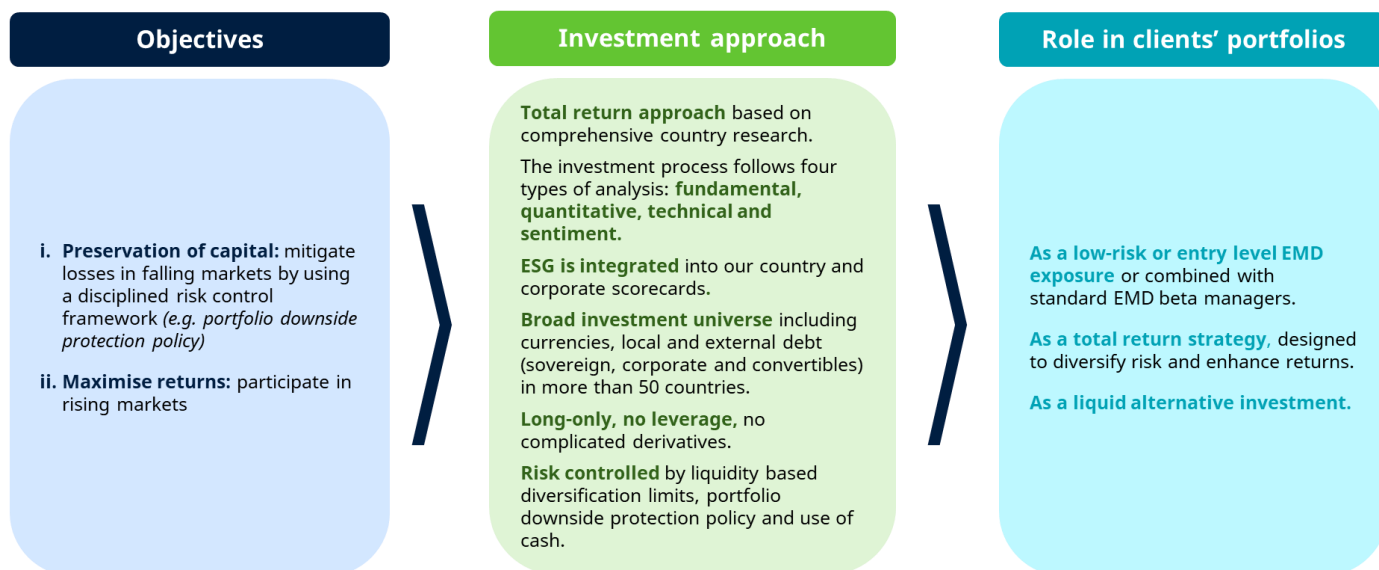 Objectives
i. Preservation of capital: mitigate
losses in falling markets by using
a disciplined risk control
framework (e.g. portfolio downside
protection policy)
ii. Maximise returns: participate in
rising markets
Investment approach
Total return approach based on
comprehensive country research.
The investment process follows four
types of analysis: fundamental,
quantitative, technical and
sentiment.
ESG is integrated into our country and
corporate scorecards.
Broad investment universe including
currencies, local and external debt
(sovereign, corporate and convertibles)
in more than 50 countries.
Long-only, no leverage, no
complicated derivatives.
Risk controlled by liquidity based
diversification limits, portfolio
downside protection policy and use of
cash.
Role in clients’ portfolios
As a low-risk or entry level EMD
exposure or combined with
standard EMD beta managers.
As a total return strategy, designed
to diversify risk and enhance returns.
As a liquid alternative investment.